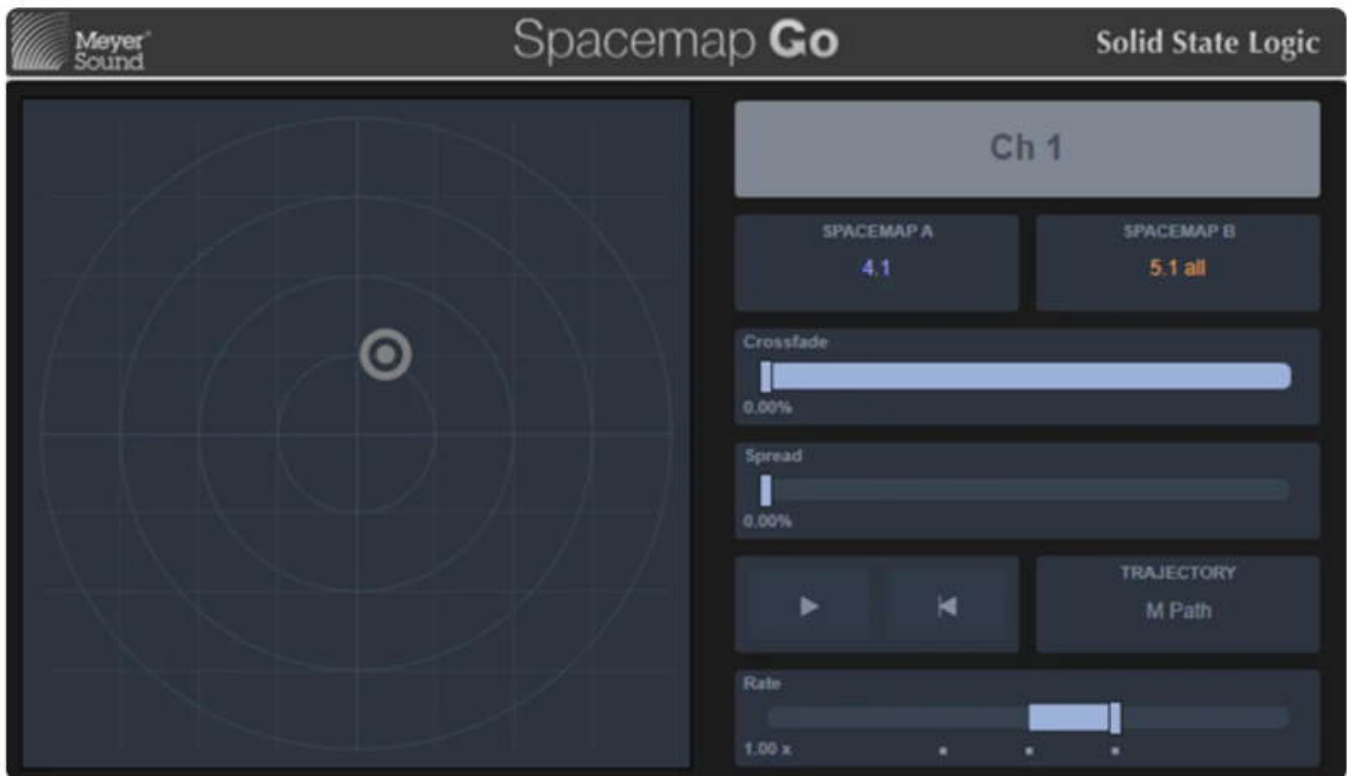 Meyer
Sound
Spacemap Go
Solid State Logic
Ch 1
SPACEMAP A
4.1
SPACEMAP B
5.1 all
Crossfade
0.00%
Spread
0.00%
TRAJECTORY
M Path
Rate
1.00 x